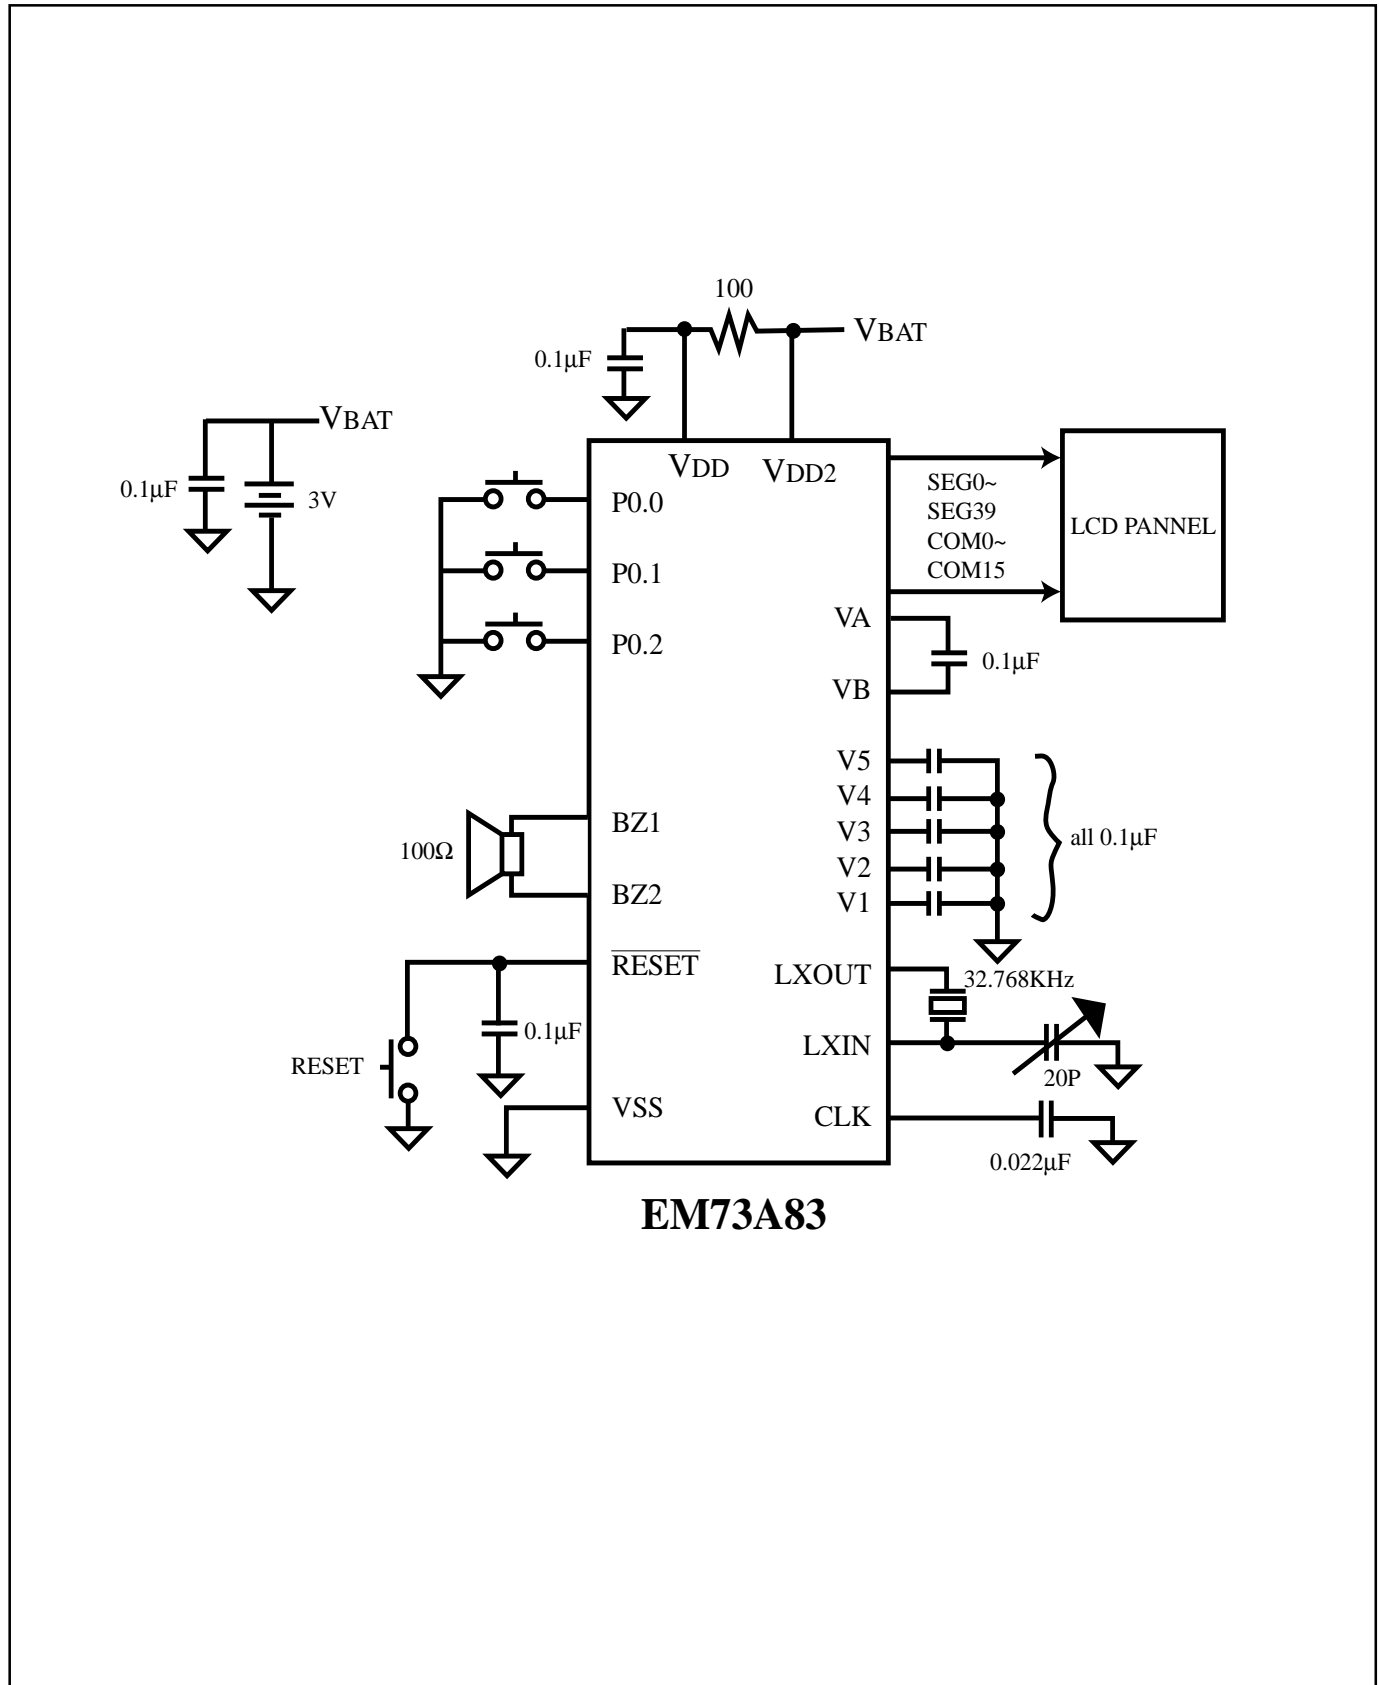 100
VBAT
0.1µF
VBAT
0.1µF
3V
VDD
VDD2
P0.0
P0.1
P0.2
SEG0~
SEG39
COM0~
COM15
LCD PANNEL
VA
0.1µF
VB
V5
V4
V3
V2
V1
all 0.1µF
BZ1
100Ω
BZ2
RESET
0.1µF
RESET
VSS
LXOUT
32.768KHz
LXIN
20P
CLK
0.022µF
EM73A83